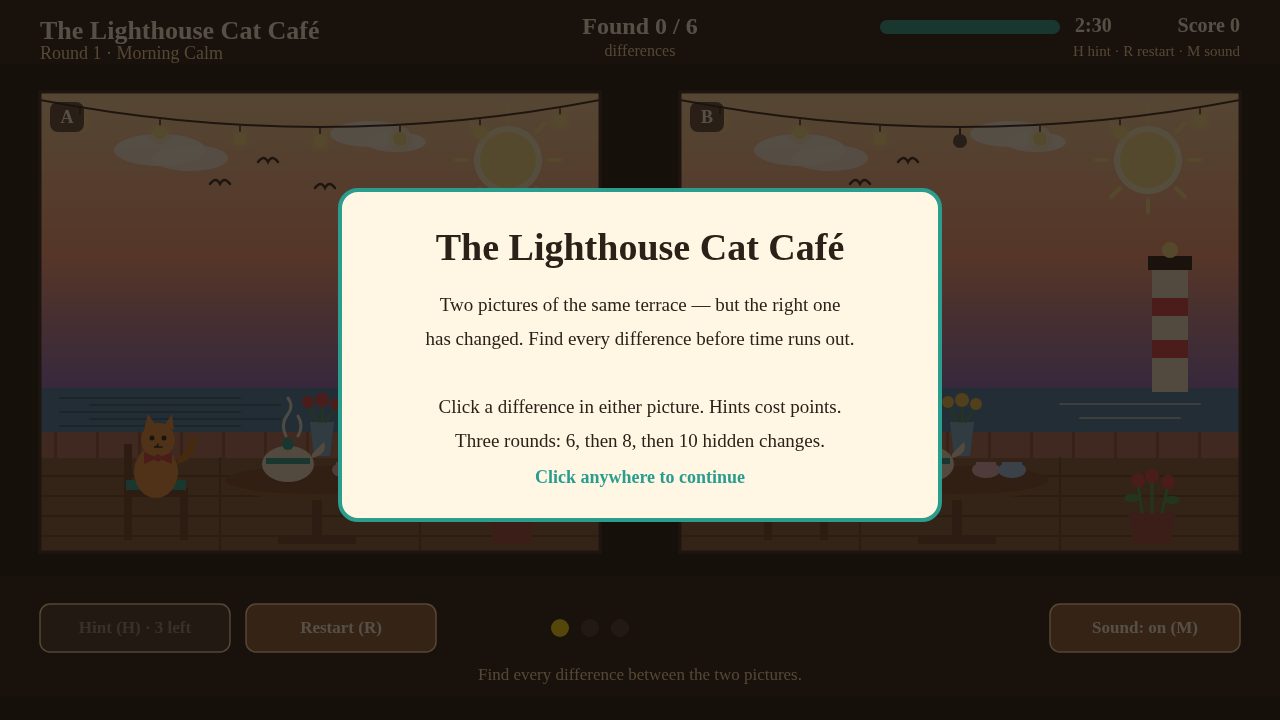 The Lighthouse Cat Café
Round 1 · Morning Calm
Found 0 / 6
differences
2:30
Score 0
H hint · R restart · M sound
A
B
The Lighthouse Cat Café
Two pictures of the same terrace — but the right one
has changed. Find every difference before time runs out.
Click a difference in either picture. Hints cost points.
Three rounds: 6, then 8, then 10 hidden changes.
Click anywhere to continue
Hint (H) · 3 left
Restart (R)
Sound: on (M)
Find every difference between the two pictures.